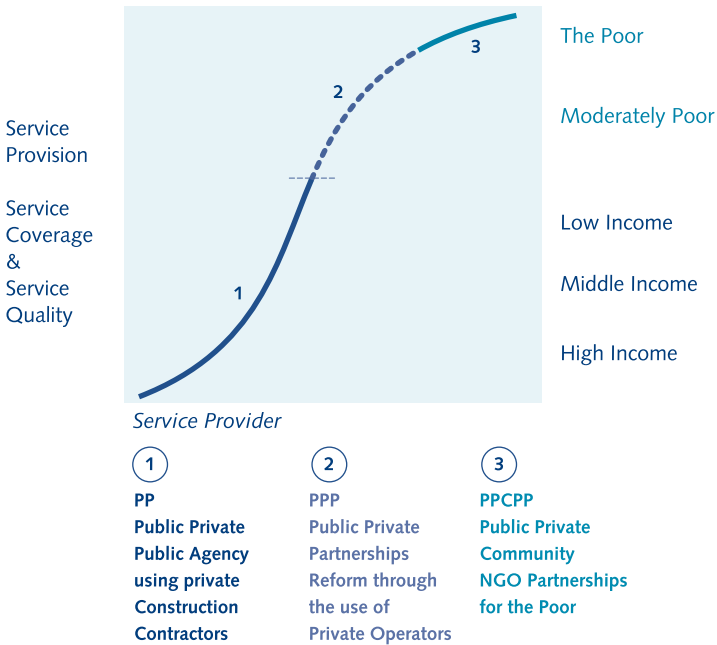 Service
Provision
Service
Coverage
&
Service
Quality
1
2
3
The Poor
Moderately Poor
Low Income
Middle Income
High Income
Service Provider
1
PP
Public Private
Public Agency
using private
Construction
Contractors
2
PPP
Public Private
Partnerships
Reform through
the use of
Private Operators
3
PPCPP
Public Private
Community
NGO Partnerships
for the Poor